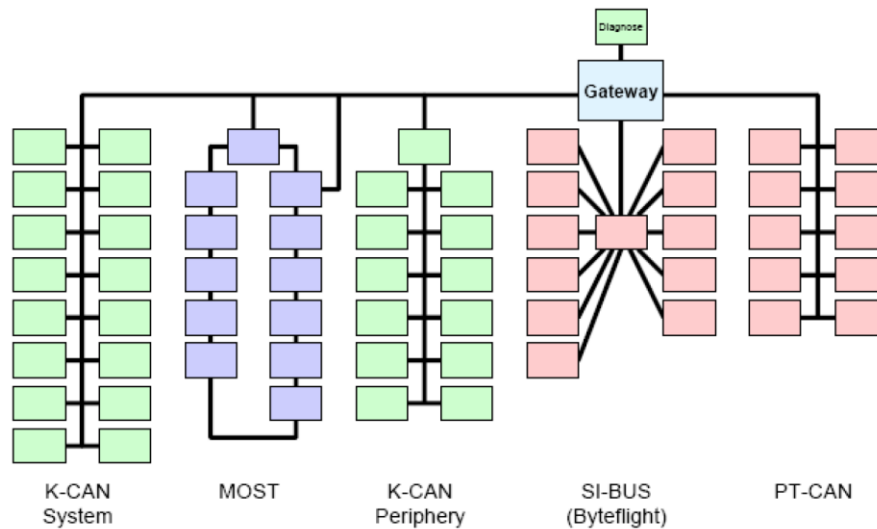 Diagnose
Gateway
K-CAN
System
MOST
K-CAN
Periphery
SI-BUS
(Byteflight)
PT-CAN